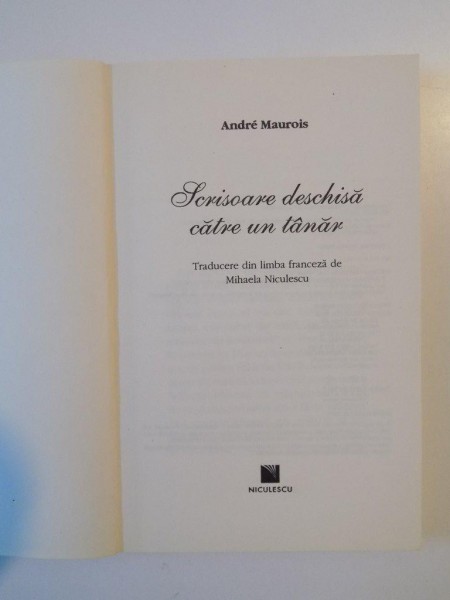 André Maurois
Scrisoare deschisă
către un tânăr
Traducere din limba franceză de
Mihaela Niculescu
NICULESCU